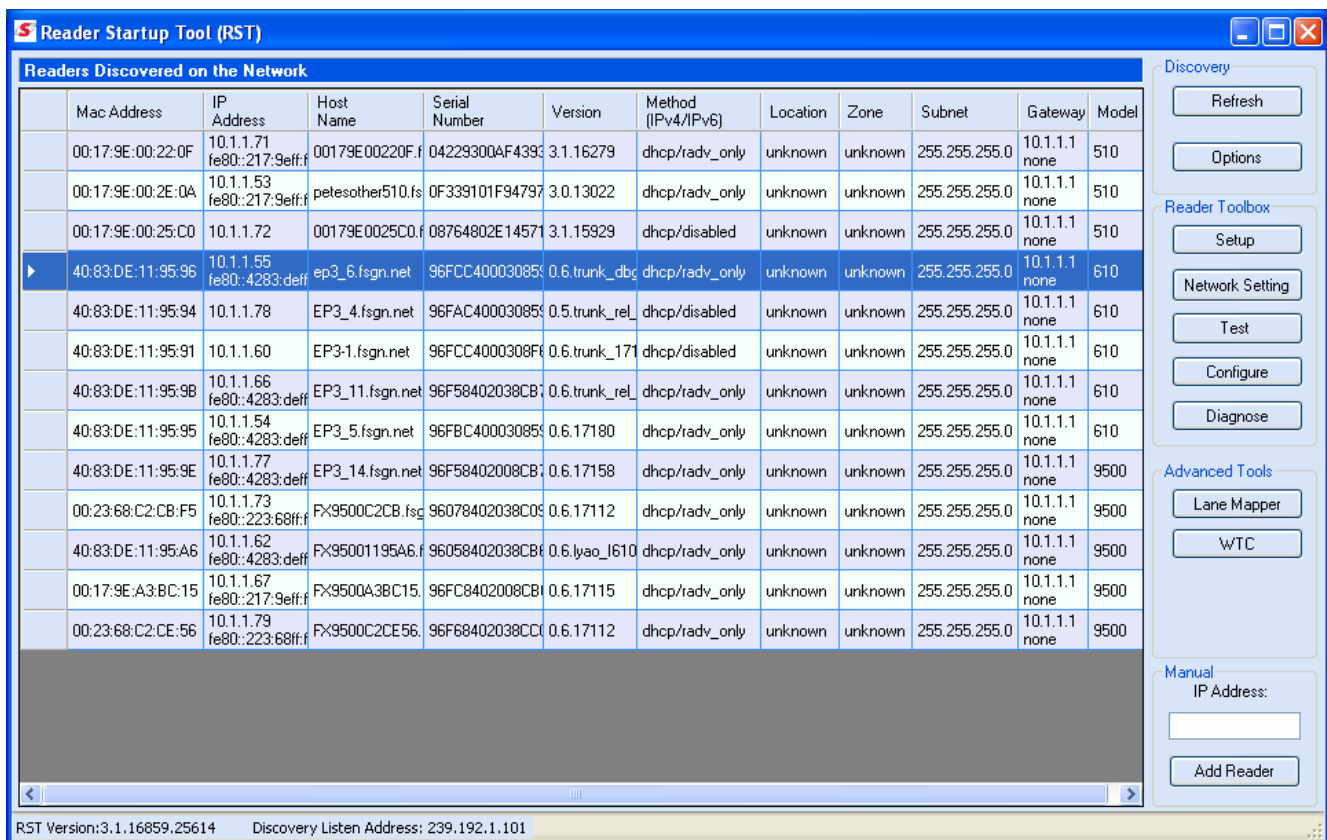 Reader Startup Tool (RST)
Readers Discovered on the Network
Mac Address IP Address Host Name Serial Number Version Method (IPv4/IPv6) Location Zone Subnet Gateway Model
00:17:9E:00:22:0F 10.1.1.71 fe80::217:9eff:f 00179E00220F.f 04229300AF4393 3.1.16279 dhcp/radv_only unknown unknown 255.255.255.0 10.1.1.1 none 510
00:17:9E:00:2E:0A 10.1.1.53 fe80::217:9eff:f petesother510.fs 0F339101F94797 3.0.13022 dhcp/radv_only unknown unknown 255.255.255.0 10.1.1.1 none 510
00:17:9E:00:25:C0 10.1.1.72 00179E0025C0.f 08764802E14571 3.1.15929 dhcp/disabled unknown unknown 255.255.255.0 10.1.1.1 none 510
40:83:DE:11:95:96 10.1.1.55 fe80::4283:deff ep3_6.fsgn.net 96FCC40003085 0.6.trunk_dbg dhcp/radv_only unknown unknown 255.255.255.0 10.1.1.1 none 610
40:83:DE:11:95:94 10.1.1.78 EP3_4.fsgn.net 96FAC40003085 0.5.trunk_rel_ dhcp/disabled unknown unknown 255.255.255.0 10.1.1.1 none 610
40:83:DE:11:95:91 10.1.1.60 EP3-1.fsgn.net 96FCC4000308F 0.6.trunk_171 dhcp/disabled unknown unknown 255.255.255.0 10.1.1.1 none 610
40:83:DE:11:95:9B 10.1.1.66 fe80::4283:deff EP3_11.fsgn.net 96F58402038CB 0.6.trunk_rel_ dhcp/radv_only unknown unknown 255.255.255.0 10.1.1.1 none 610
40:83:DE:11:95:95 10.1.1.54 fe80::4283:deff EP3_5.fsgn.net 96FBC40003085 0.6.17180 dhcp/radv_only unknown unknown 255.255.255.0 10.1.1.1 none 610
40:83:DE:11:95:9E 10.1.1.77 fe80::4283:deff EP3_14.fsgn.net 96F58402008CB 0.6.17158 dhcp/radv_only unknown unknown 255.255.255.0 10.1.1.1 none 9500
00:23:68:C2:CB:F5 10.1.1.73 fe80::223:68ff:f FX9500C2CB.fsg 96078402038C0 0.6.17112 dhcp/radv_only unknown unknown 255.255.255.0 10.1.1.1 none 9500
40:83:DE:11:95:A6 10.1.1.62 fe80::4283:deff FX95001195A6.f 96058402038CB 0.6.lyao_l610 dhcp/radv_only unknown unknown 255.255.255.0 10.1.1.1 none 9500
00:17:9E:A3:BC:15 10.1.1.67 fe80::217:9eff:f FX9500A3BC15. 96FC8402008CB 0.6.17115 dhcp/radv_only unknown unknown 255.255.255.0 10.1.1.1 none 9500
00:23:68:C2:CE:56 10.1.1.79 fe80::223:68ff:f FX9500C2CE56. 96F68402038CC 0.6.17112 dhcp/radv_only unknown unknown 255.255.255.0 10.1.1.1 none 9500
Discovery
Refresh
Options
Reader Toolbox
Setup
Network Setting
Test
Configure
Diagnose
Advanced Tools
Lane Mapper
WTC
Manual
IP Address:
Add Reader
RST Version:3.1.16859.25614 Discovery Listen Address: 239.192.1.101